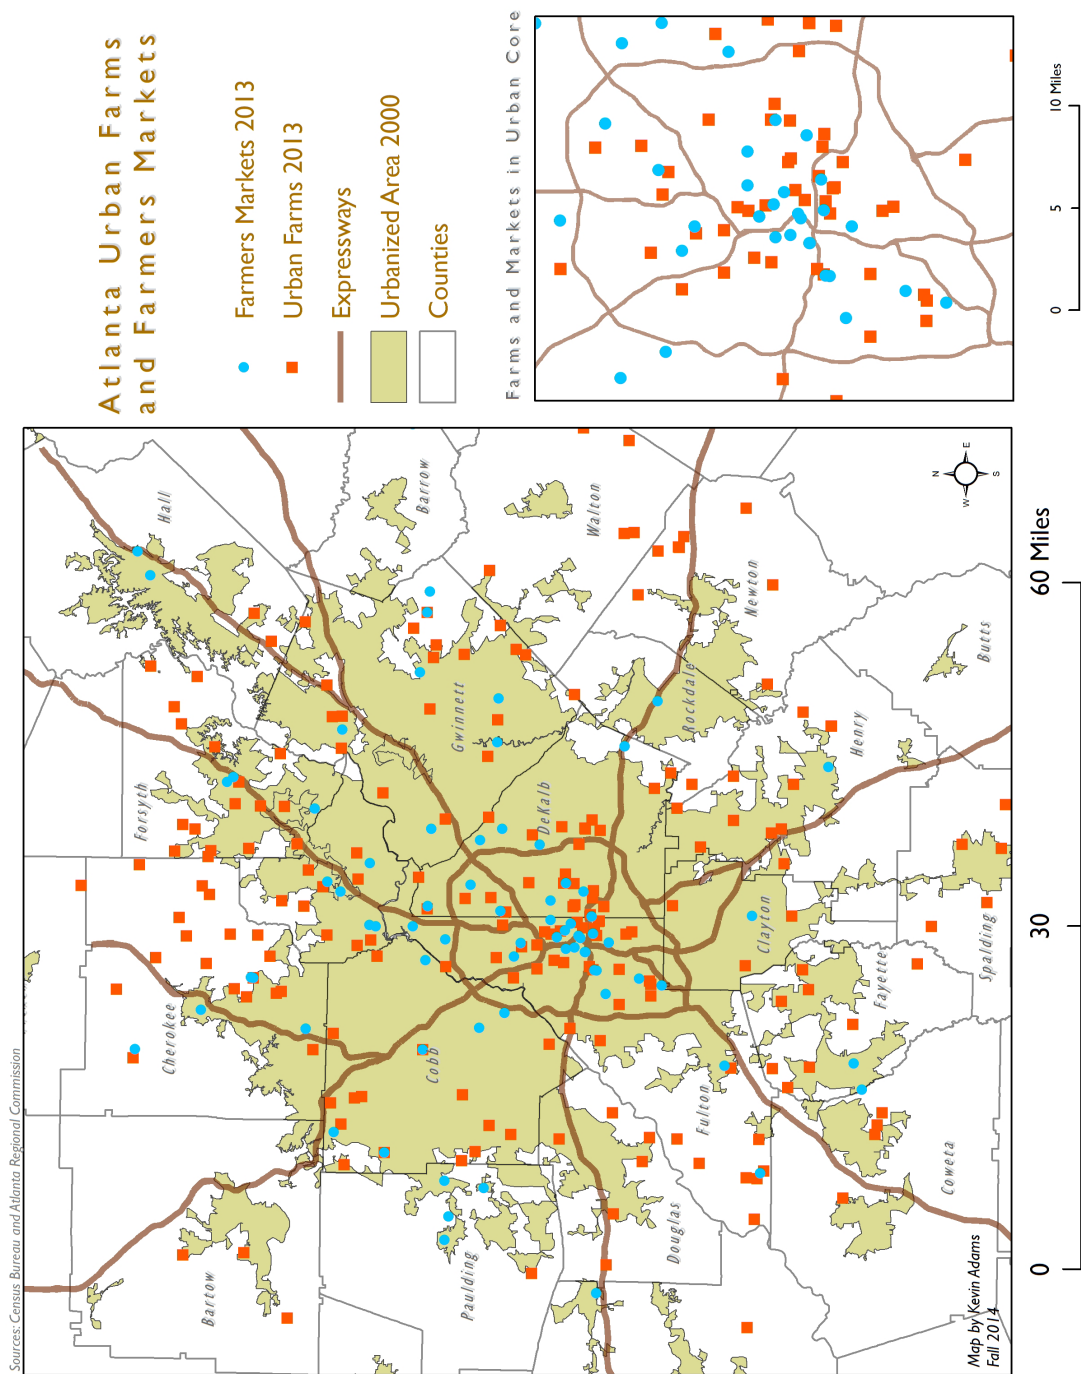 Atlanta Urban Farms
and Farmers Markets
Farmers Markets 2013
Urban Farms 2013
Expressways
Urbanized Area 2000
Counties
Farms and Markets in Urban Core
0
5
10 Miles
Sources: Census Bureau and Atlanta Regional Commission
Hall
Barrow
Walton
Forsyth
Gwinnett
Newton
Rockdale
Butts
DeKalb
Henry
Cherokee
Clayton
Spalding
Fayette
Cobb
Fulton
Bartow
Paulding
Douglas
Coweta
N
W
E
S
Map by Kevin Adams
Fall 2014
0
30
60 Miles